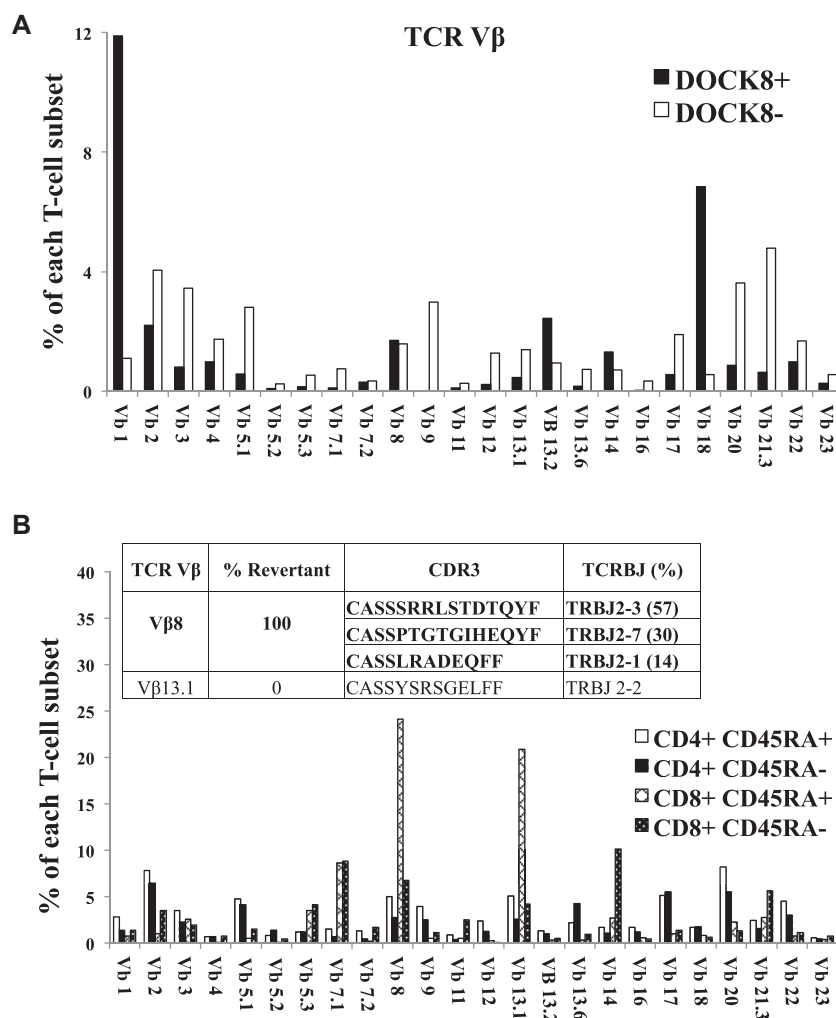 A
TCR Vβ
DOCK8+
DOCK8-
% of each T-cell subset
12
8
4
0
Vb 1
Vb 2
Vb 3
Vb 4
Vb 5.1
Vb 5.2
Vb 5.3
Vb 7.1
Vb 7.2
Vb 8
Vb 9
Vb 11
Vb 12
Vb 13.1
VB 13.2
Vb 13.6
Vb 14
Vb 16
Vb 17
Vb 18
Vb 20
Vb 21.3
Vb 22
Vb 23
B
TCR Vβ % Revertant CDR3 TCRBJ (%)
Vβ8 100 CASSSRRLSTDTQYF TRBJ2-3 (57)
CASSPTGTGIHEQYF TRBJ2-7 (30)
CASSLRADEQFF TRBJ2-1 (14)
Vβ13.1 0 CASSYSRSGELFF TRBJ 2-2
CD4+ CD45RA+
CD4+ CD45RA-
CD8+ CD45RA+
CD8+ CD45RA-
% of each T-cell subset
40
35
30
25
20
15
10
5
0
Vb 1
Vb 2
Vb 3
Vb 4
Vb 5.1
Vb 5.2
Vb 5.3
Vb 7.1
Vb 7.2
Vb 8
Vb 9
Vb 11
Vb 12
Vb 13.1
VB 13.2
Vb 13.6
Vb 14
Vb 16
Vb 17
Vb 18
Vb 20
Vb 21.3
Vb 22
Vb 23